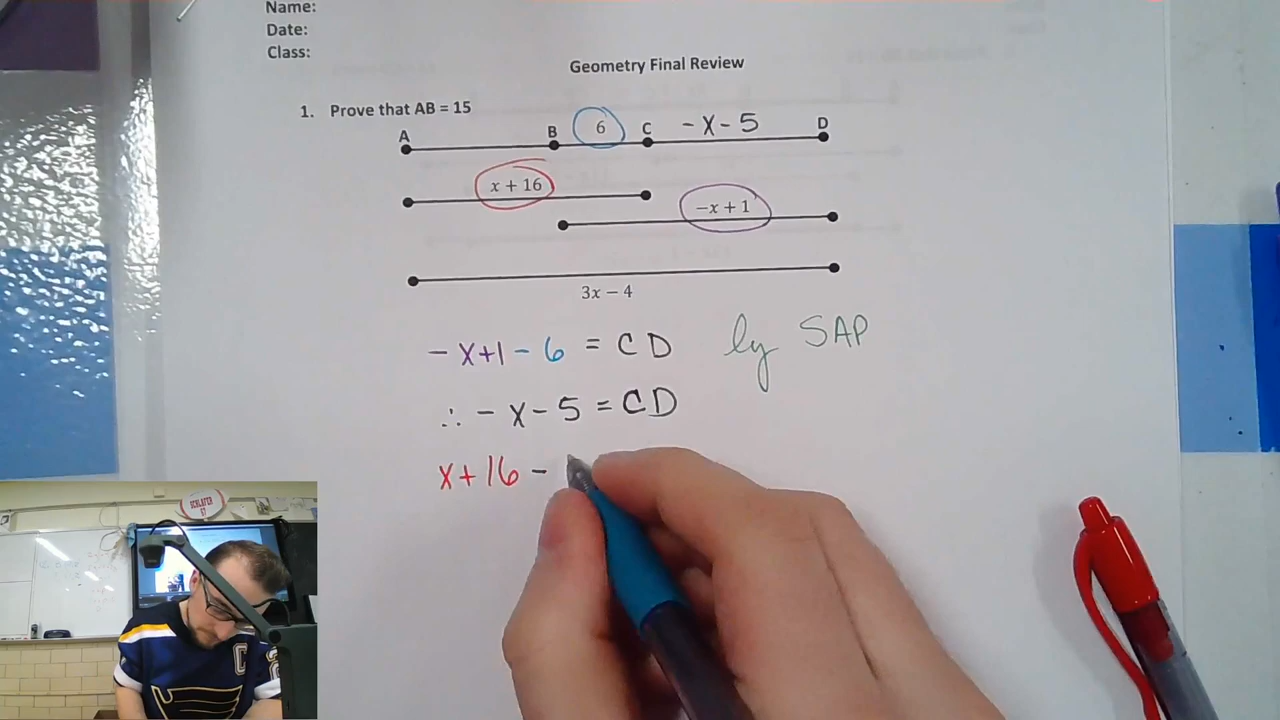 Name:
Date:
Class:
Geometry Final Review
1. Prove that AB = 15
A B 6 C -x-5 D
x + 16
-x + 1
3x - 4
-x+1-6 = CD by SAP
∴ -x-5 = CD
x+16 -